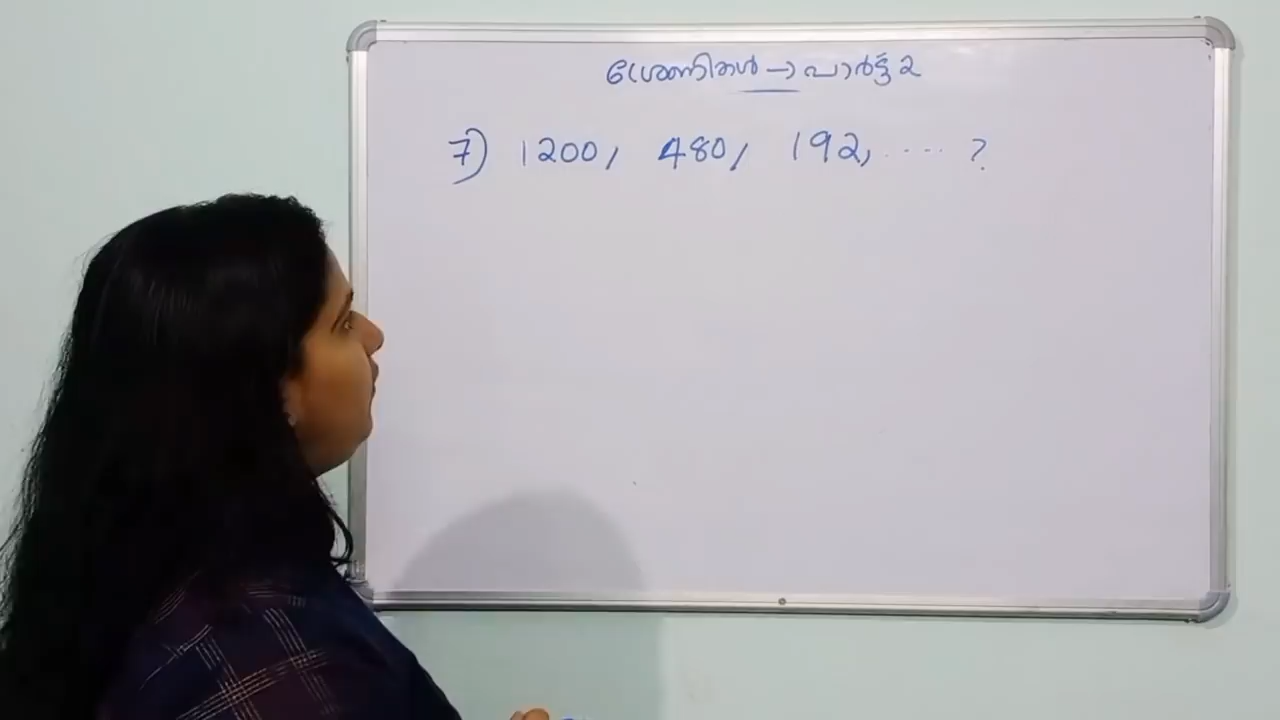 ശ്രേണികൾ → പാർട്ട് 2
7) 1200, 480, 192, ..... ?